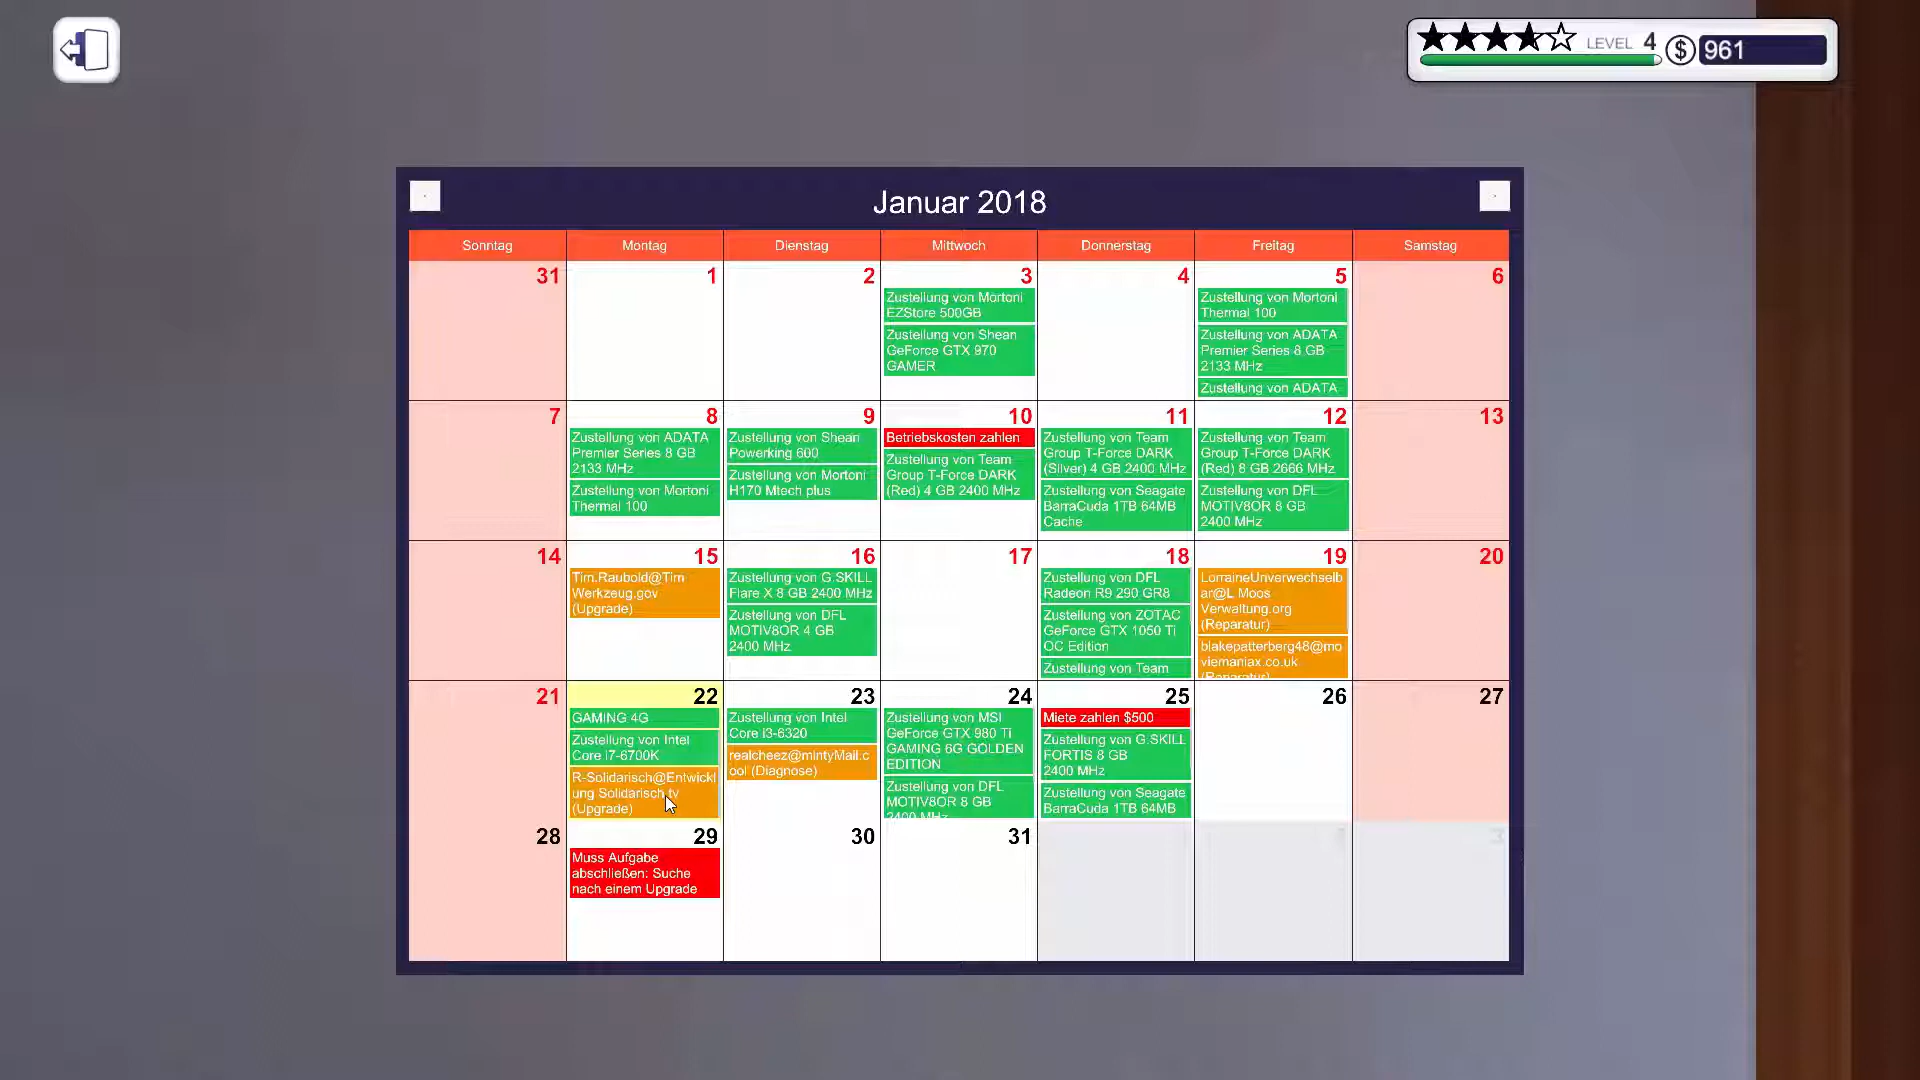 LEVEL 4
961
Januar 2018
Sonntag
Montag
Dienstag
Mittwoch
Donnerstag
Freitag
Samstag
31
1
2
3
Zustellung von Mortoni
EZStore 500GB
Zustellung von Shean
GeForce GTX 970
GAMER
4
5
Zustellung von Mortoni
Thermal 100
Zustellung von ADATA
Premier Series 8 GB
2133 MHz
Zustellung von ADATA
6
7
8
Zustellung von ADATA
Premier Series 8 GB
2133 MHz
Zustellung von Mortoni
Thermal 100
9
Zustellung von Shean
Powerking 600
Zustellung von Mortoni
H170 Mtech plus
10
Betriebskosten zahlen
Zustellung von Team
Group T-Force DARK
(Red) 4 GB 2400 MHz
11
Zustellung von Team
Group T-Force DARK
(Silver) 4 GB 2400 MHz
Zustellung von Seagate
BarraCuda 1TB 64MB
Cache
12
Zustellung von Team
Group T-Force DARK
(Red) 8 GB 2666 MHz
Zustellung von DFL
MOTIV8OR 8 GB
2400 MHz
13
14
15
Tim.Raubold@Tim
Werkzeug.gov
(Upgrade)
16
Zustellung von G.SKILL
Flare X 8 GB 2400 MHz
Zustellung von DFL
MOTIV8OR 4 GB
2400 MHz
17
18
Zustellung von DFL
Radeon R9 290 GR8
Zustellung von ZOTAC
GeForce GTX 1050 Ti
OC Edition
Zustellung von Team
19
LorraineUnverwechselb
ar@L Moos
Verwaltung.org
(Reparatur)
blakepatterberg48@mo
viemaniax.co.uk
(Reparatur)
20
21
22
GAMING 4G
Zustellung von Intel
Core i7-6700K
R-Solidarisch@Entwickl
ung Solidarisch.tv
(Upgrade)
23
Zustellung von Intel
Core i3-6320
realcheez@mintyMail.c
ool (Diagnose)
24
Zustellung von MSI
GeForce GTX 980 Ti
GAMING 6G GOLDEN
EDITION
Zustellung von DFL
MOTIV8OR 8 GB
2400 MHz
25
Miete zahlen $500
Zustellung von G.SKILL
FORTIS 8 GB
2400 MHz
Zustellung von Seagate
BarraCuda 1TB 64MB
26
27
28
29
Muss Aufgabe
abschließen: Suche
nach einem Upgrade
30
31
3